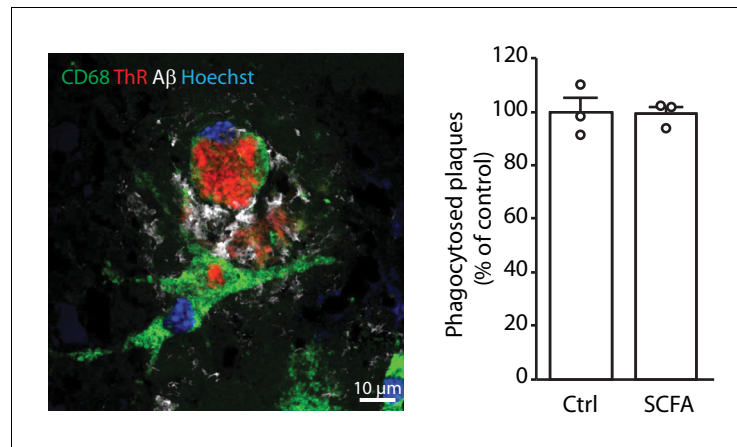 CD68 ThR Aβ Hoechst
10 µm
Phagocytosed plaques
(% of control)
120
100
80
60
40
20
0
Ctrl
SCFA